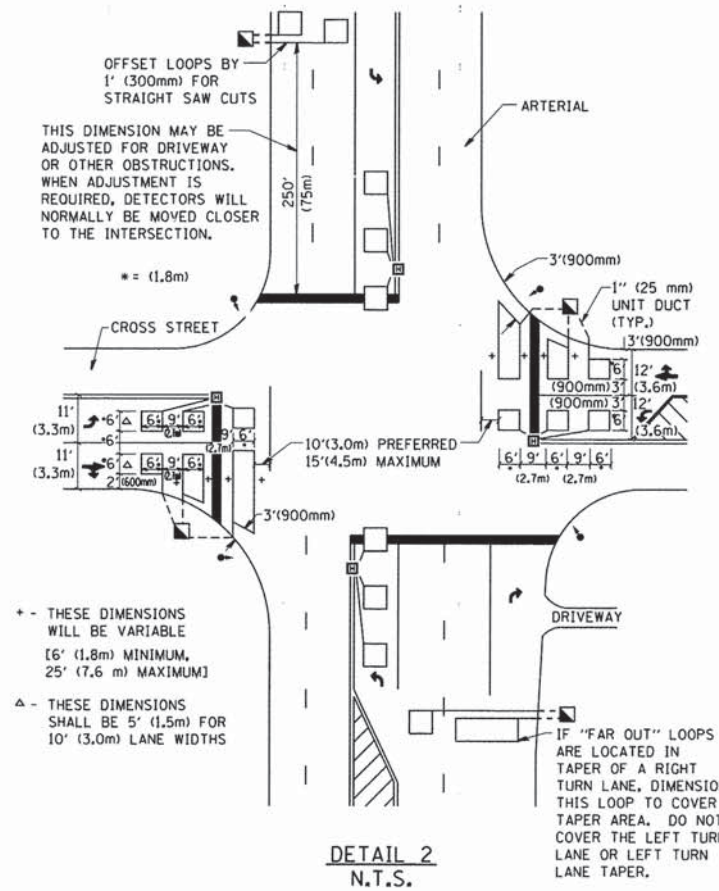 OFFSET LOOPS BY
1' (300mm) FOR
STRAIGHT SAW CUTS
THIS DIMENSION MAY BE
ADJUSTED FOR DRIVEWAY
OR OTHER OBSTRUCTIONS.
WHEN ADJUSTMENT IS
REQUIRED, DETECTORS WILL
NORMALLY BE MOVED CLOSER
TO THE INTERSECTION.
* = (1.8m)
250'
(75m)
ARTERIAL
3'(900mm)
1" (25 mm)
UNIT DUCT
(TYP.)
3'(900mm)
CROSS STREET
6'
12'
(3.6m)
(900mm) 3'
(900mm) 3'
6'
12'
(3.6m)
6' 9' 6' 9' 6'
(2.7m) (2.7m)
11'
(3.3m)
*6'
6' 9' 6'
*6'
9' 6'
(2.7m)
11'
(3.3m)
*6'
6' 9' 6'
2' (600mm)
10'(3.0m) PREFERRED
15'(4.5m) MAXIMUM
3'(900mm)
+ - THESE DIMENSIONS
WILL BE VARIABLE
[6' (1.8m) MINIMUM,
25' (7.6 m) MAXIMUM]
△ - THESE DIMENSIONS
SHALL BE 5' (1.5m) FOR
10' (3.0m) LANE WIDTHS
DRIVEWAY
IF "FAR OUT" LOOPS
ARE LOCATED IN
TAPER OF A RIGHT
TURN LANE, DIMENSIO
THIS LOOP TO COVER
TAPER AREA. DO NOT
COVER THE LEFT TURN
LANE OR LEFT TURN
LANE TAPER.
DETAIL 2
N.T.S.